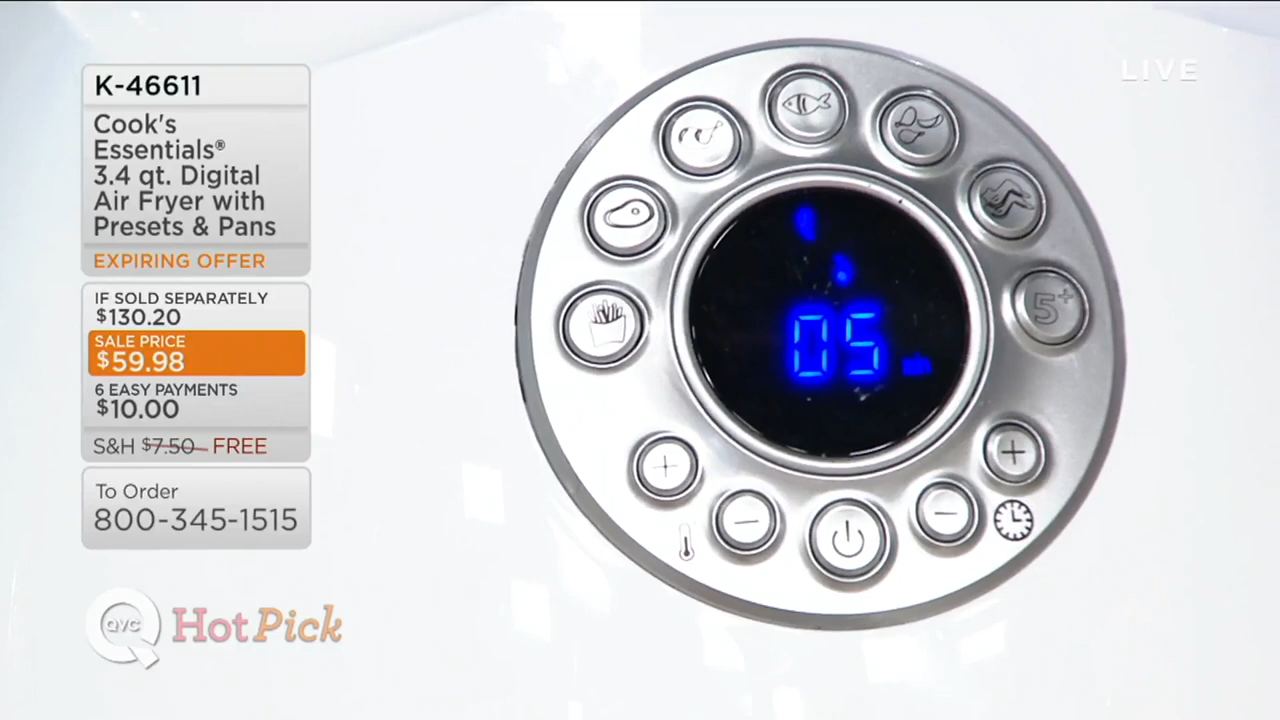 K-46611
Cook's
Essentials®
3.4 qt. Digital
Air Fryer with
Presets & Pans
EXPIRING OFFER
IF SOLD SEPARATELY
$130.20
SALE PRICE
$59.98
6 EASY PAYMENTS
$10.00
S&H $7.50 FREE
To Order
800-345-1515
QVC Hot Pick
LIVE
5+
05